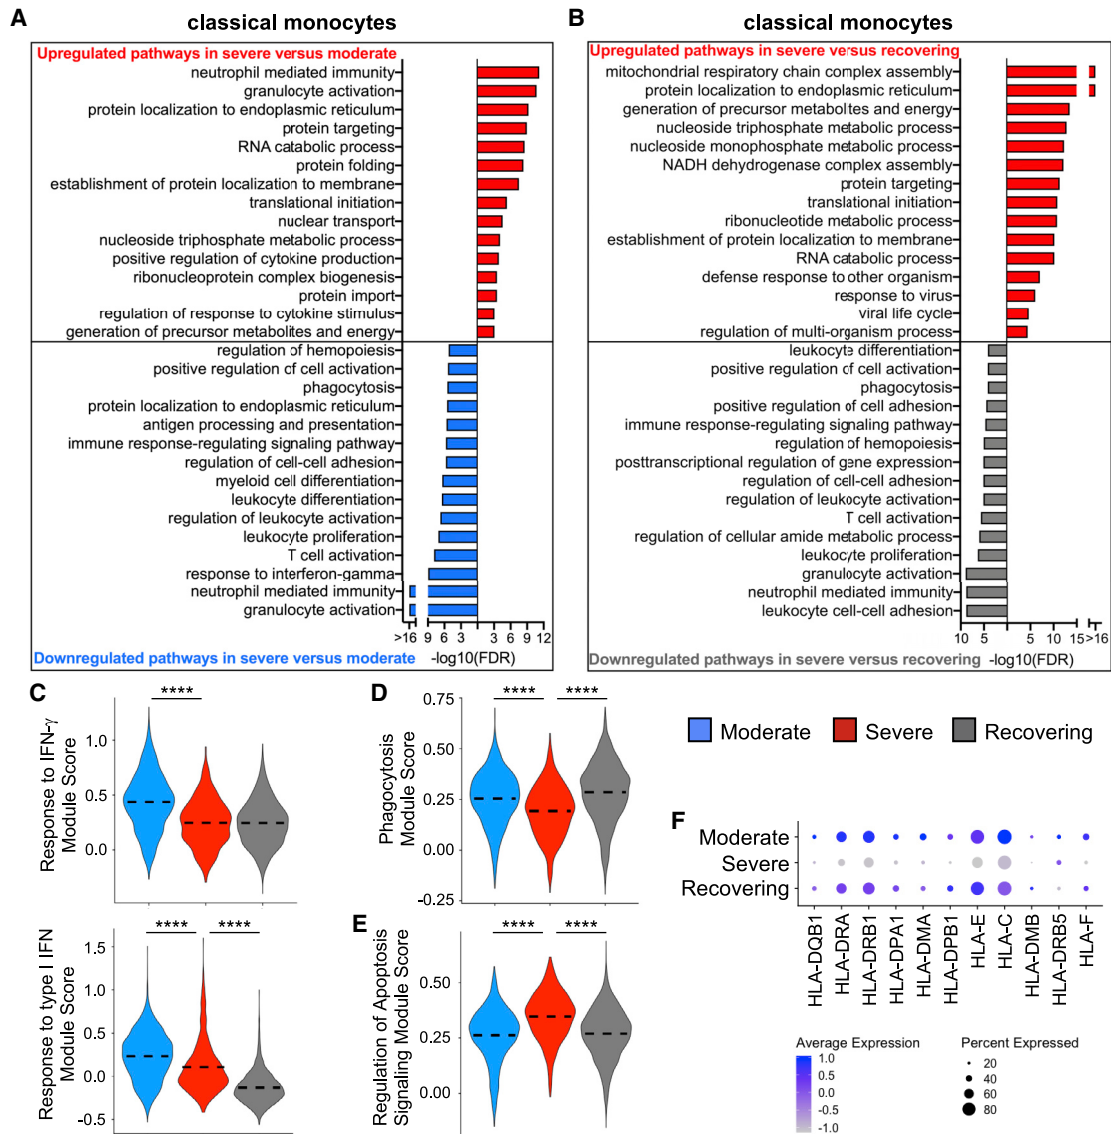 A
classical monocytes
Upregulated pathways in severe versus moderate
neutrophil mediated immunity
granulocyte activation
protein localization to endoplasmic reticulum
protein targeting
RNA catabolic process
protein folding
establishment of protein localization to membrane
translational initiation
nuclear transport
nucleoside triphosphate metabolic process
positive regulation of cytokine production
ribonucleoprotein complex biogenesis
protein import
regulation of response to cytokine stimulus
generation of precursor metabolites and energy
regulation of hemopoiesis
positive regulation of cell activation
phagocytosis
protein localization to endoplasmic reticulum
antigen processing and presentation
immune response-regulating signaling pathway
regulation of cell-cell adhesion
myeloid cell differentiation
leukocyte differentiation
regulation of leukocyte activation
leukocyte proliferation
T cell activation
response to interferon-gamma
neutrophil mediated immunity
granulocyte activation
>16 9 6 3 3 6 9 12
Downregulated pathways in severe versus moderate -log10(FDR)
B
classical monocytes
Upregulated pathways in severe versus recovering
mitochondrial respiratory chain complex assembly
protein localization to endoplasmic reticulum
generation of precursor metabolites and energy
nucleoside triphosphate metabolic process
nucleoside monophosphate metabolic process
NADH dehydrogenase complex assembly
protein targeting
translational initiation
ribonucleotide metabolic process
establishment of protein localization to membrane
RNA catabolic process
defense response to other organism
response to virus
viral life cycle
regulation of multi-organism process
leukocyte differentiation
positive regulation of cell activation
phagocytosis
positive regulation of cell adhesion
immune response-regulating signaling pathway
regulation of hemopoiesis
posttranscriptional regulation of gene expression
regulation of cell-cell adhesion
regulation of leukocyte activation
T cell activation
regulation of cellular amide metabolic process
leukocyte proliferation
granulocyte activation
neutrophil mediated immunity
leukocyte cell-cell adhesion
10 5 5 10 15 >16
Downregulated pathways in severe versus recovering -log10(FDR)
C
Response to IFN-γ
Module Score
1.0
0.5
0.0
****
Response to type I IFN
Module Score
1.5
1.0
0.5
0.0
-0.5
**** ****
D
Phagocytosis
Module Score
0.75
0.50
0.25
0.00
-0.25
**** ****
E
Regulation of Apoptosis
Signaling Module Score
0.50
0.25
0.00
**** ****
Moderate Severe Recovering
F
Moderate
Severe
Recovering
HLA-DQB1
HLA-DRA
HLA-DRB1
HLA-DPA1
HLA-DMA
HLA-DPB1
HLA-E
HLA-C
HLA-DMB
HLA-DRB5
HLA-F
Average Expression
1.0
0.5
0.0
-0.5
-1.0
Percent Expressed
20
40
60
80